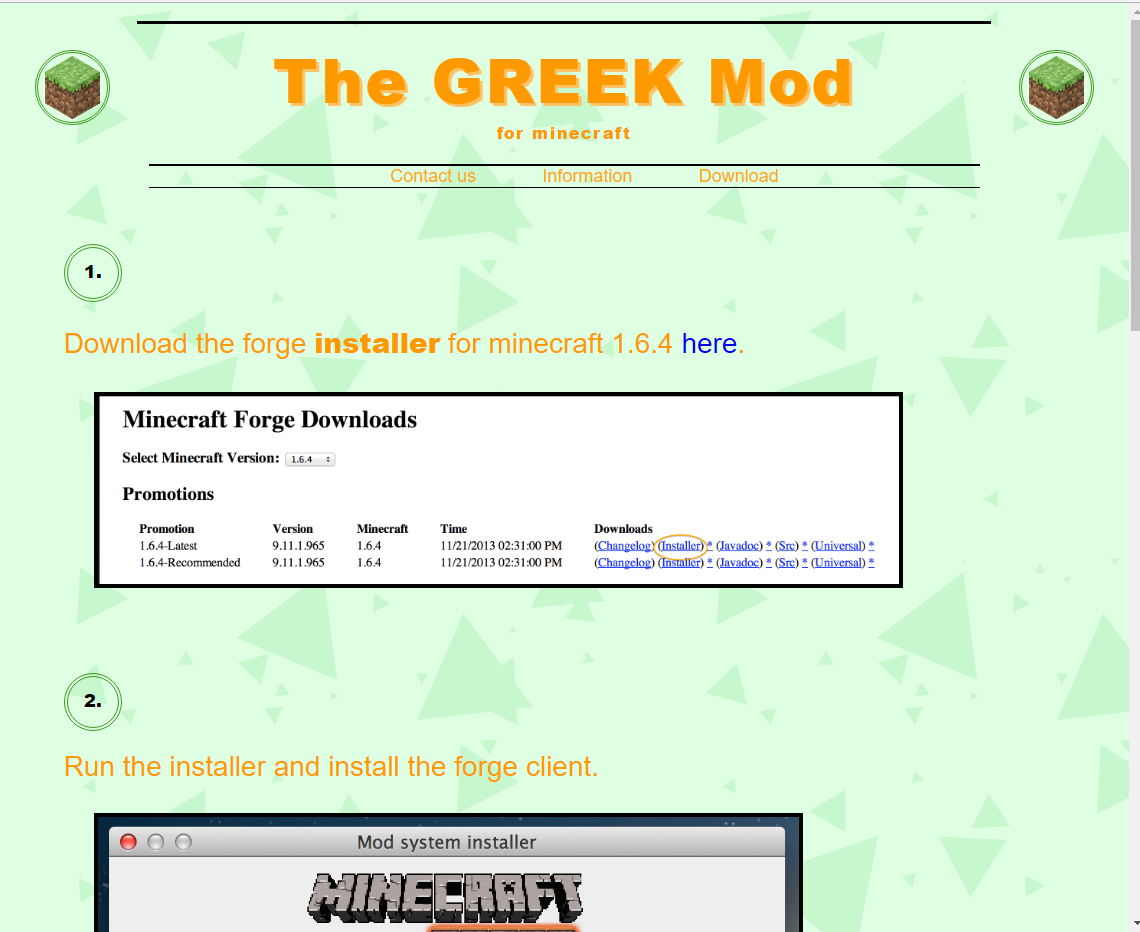 The GREEK Mod
for minecraft
Contact us Information Download
1.
Download the forge installer for minecraft 1.6.4 here.
Minecraft Forge Downloads
Select Minecraft Version: 1.6.4
Promotions
Promotion Version Minecraft Time Downloads
1.6.4-Latest 9.11.1.965 1.6.4 11/21/2013 02:31:00 PM (Changelog) (Installer) * (Javadoc) * (Src) * (Universal) *
1.6.4-Recommended 9.11.1.965 1.6.4 11/21/2013 02:31:00 PM (Changelog) (Installer) * (Javadoc) * (Src) * (Universal) *
2.
Run the installer and install the forge client.
Mod system installer
MINECRAFT